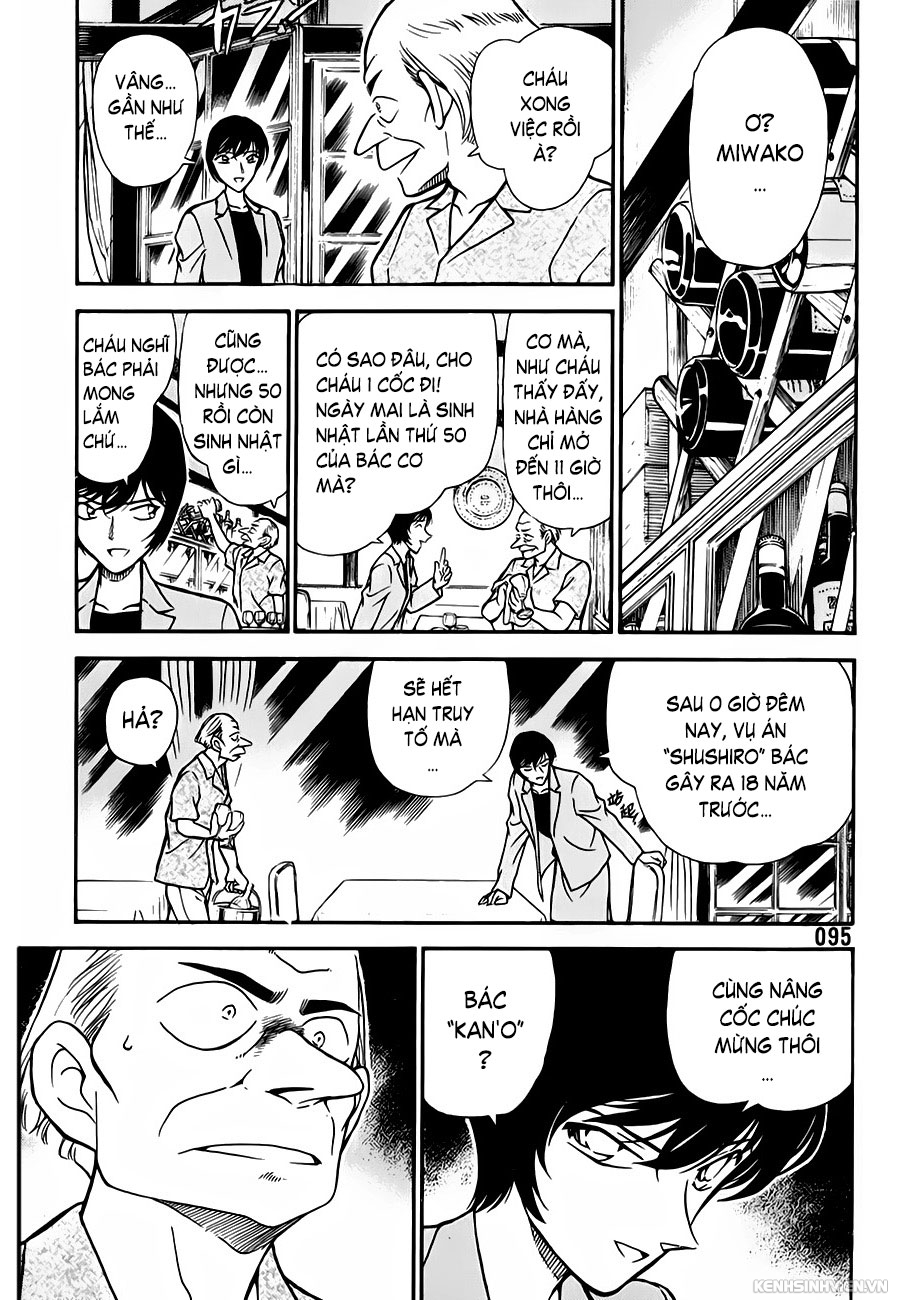 Ơ?
MIWAKO
...
CHÁU
XONG
VIỆC RỒI
À?
VÂNG...
GẦN NHƯ
THẾ...
CƠ MÀ,
NHƯ CHÁU
THẤY ĐẤY,
NHÀ HÀNG
CHỈ MỞ
ĐẾN 11 GIỜ
THÔI...
CÓ SAO ĐÂU, CHO
CHÁU 1 CỐC ĐI!
NGÀY MAI LÀ SINH
NHẬT LẦN THỨ 50
CỦA BÁC CƠ
MÀ?
CŨNG
ĐƯỢC...
NHƯNG 50
RỒI CÒN
SINH NHẬT
GÌ...
CHÁU NGHĨ
BÁC PHẢI
MONG
LẮM
CHỨ...
SAU 0 GIỜ ĐÊM
NAY, VỤ ÁN
"SHUSHIRO" BÁC
GÂY RA 18 NĂM
TRƯỚC...
SẼ HẾT
HẠN TRUY
TỐ MÀ
...
HẢ?
095
CÙNG NÂNG
CỐC CHÚC
MỪNG THÔI
...
BÁC
"KAN'O"
?
KENHSINHVIEN.VN